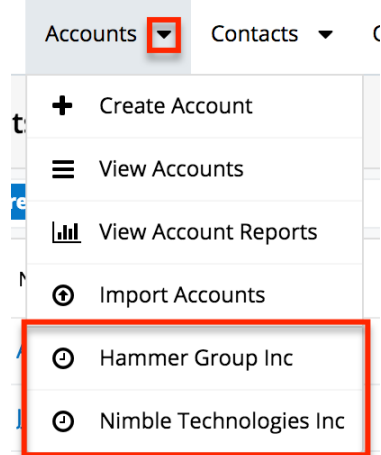 Accounts Contacts
Create Account
View Accounts
View Account Reports
Import Accounts
Hammer Group Inc
Nimble Technologies Inc